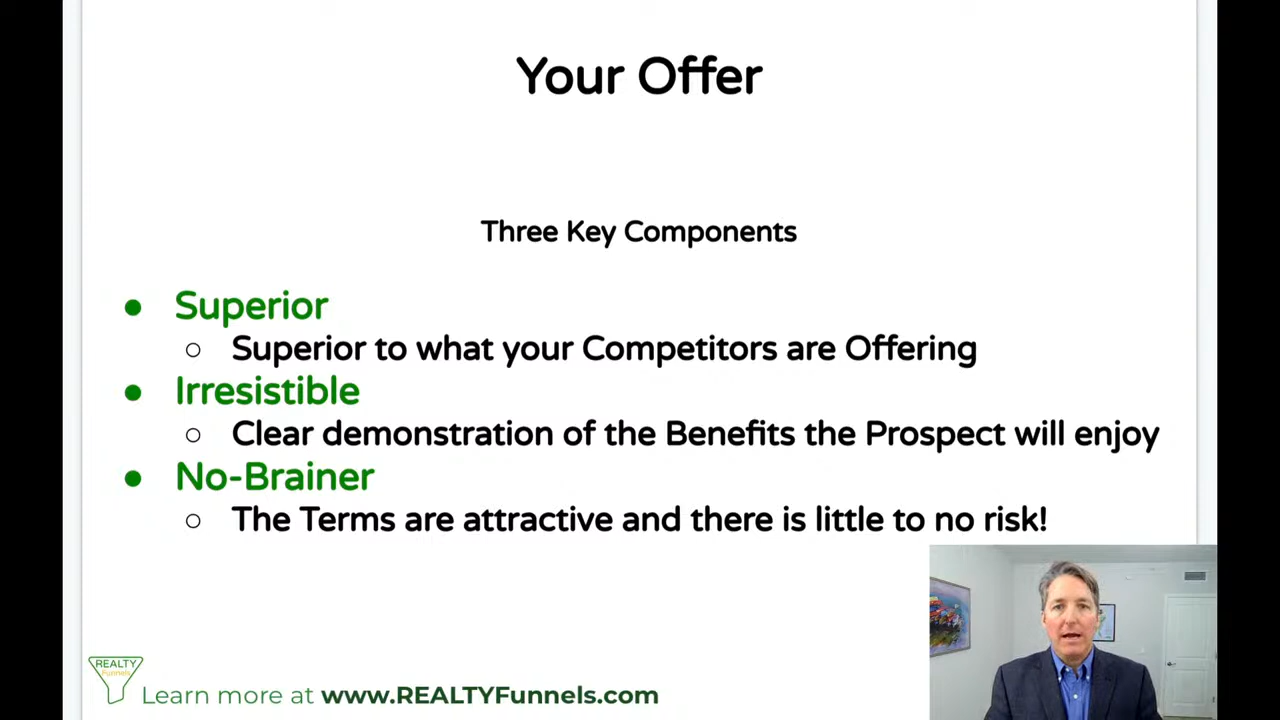 Your Offer
Three Key Components
● Superior
○ Superior to what your Competitors are Offering
● Irresistible
○ Clear demonstration of the Benefits the Prospect will enjoy
● No-Brainer
○ The Terms are attractive and there is little to no risk!
REALTY
Funnels
Learn more at www.REALTYFunnels.com